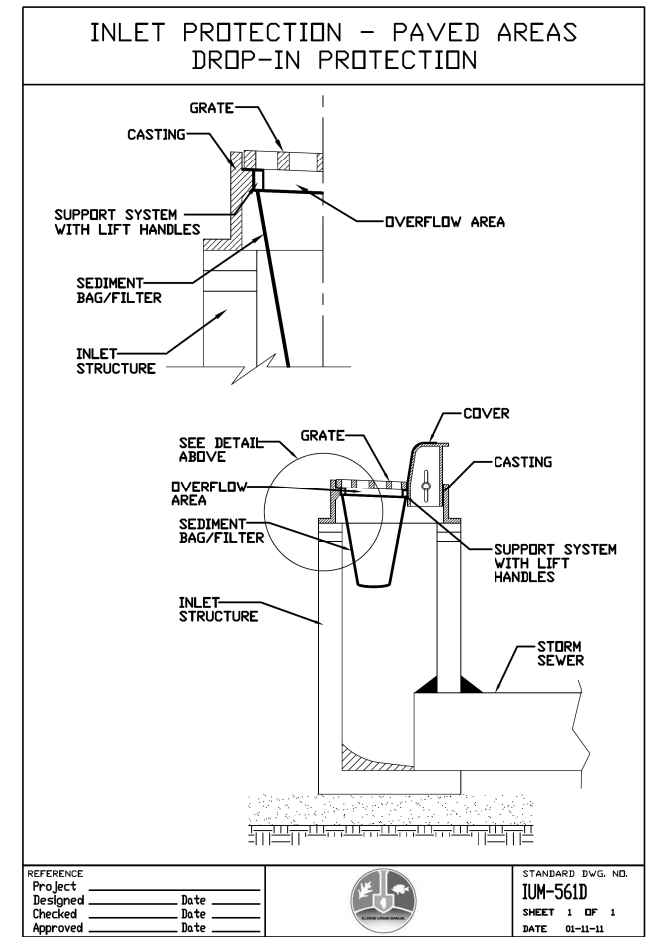 INLET PROTECTION - PAVED AREAS
DROP-IN PROTECTION
GRATE
CASTING
SUPPORT SYSTEM
WITH LIFT HANDLES
OVERFLOW AREA
SEDIMENT
BAG/FILTER
INLET
STRUCTURE
COVER
GRATE
SEE DETAIL
ABOVE
CASTING
OVERFLOW
AREA
SEDIMENT
BAG/FILTER
SUPPORT SYSTEM
WITH LIFT
HANDLES
INLET
STRUCTURE
STORM
SEWER
REFERENCE
Project
Designed Date
Checked Date
Approved Date
ILLINOIS URBAN MANUAL
STANDARD DWG. NO.
IUM-561D
SHEET 1 OF 1
DATE 01-11-11